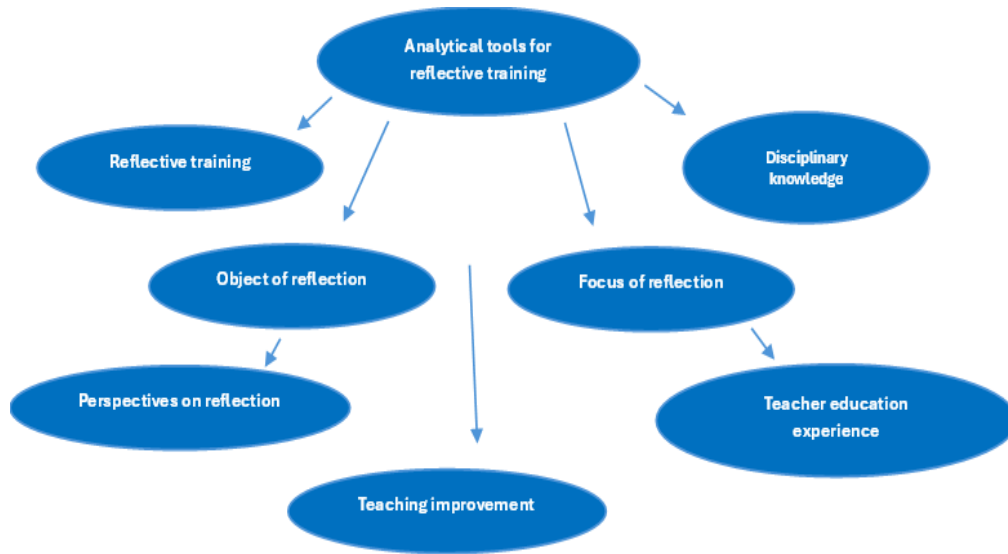 Analytical tools for
reflective training
Reflective training
Disciplinary
knowledge
Object of reflection
Focus of reflection
Perspectives on reflection
Teacher education
experience
Teaching improvement